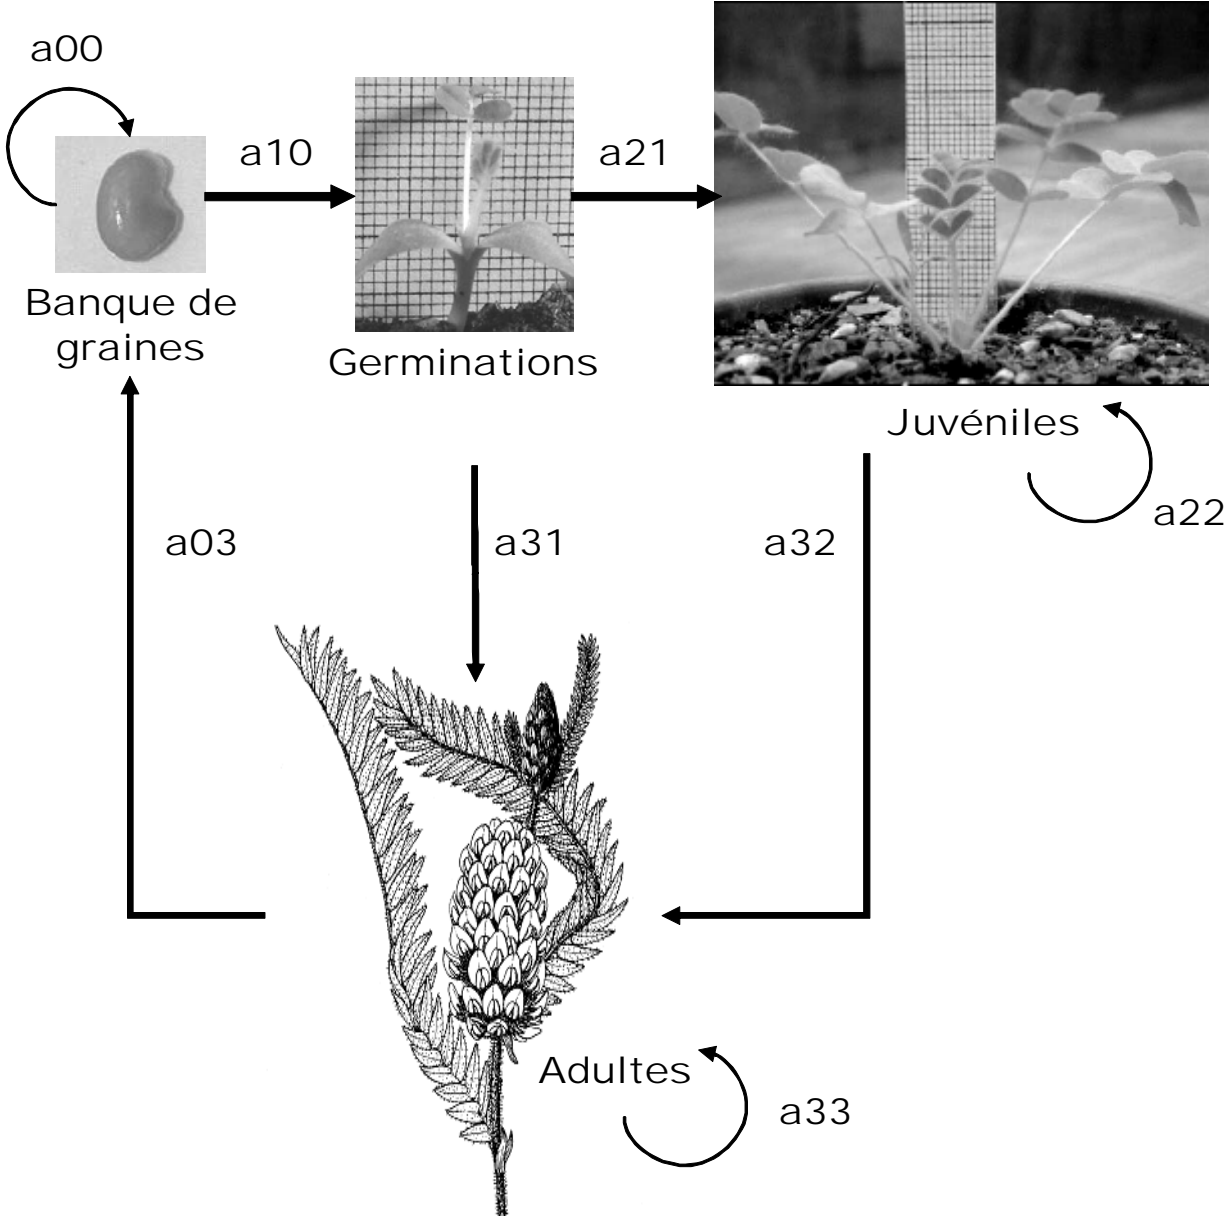 a00
a10
a21
Banque de
graines
Germinations
Juvéniles
a22
a03
a31
a32
Adultes
a33